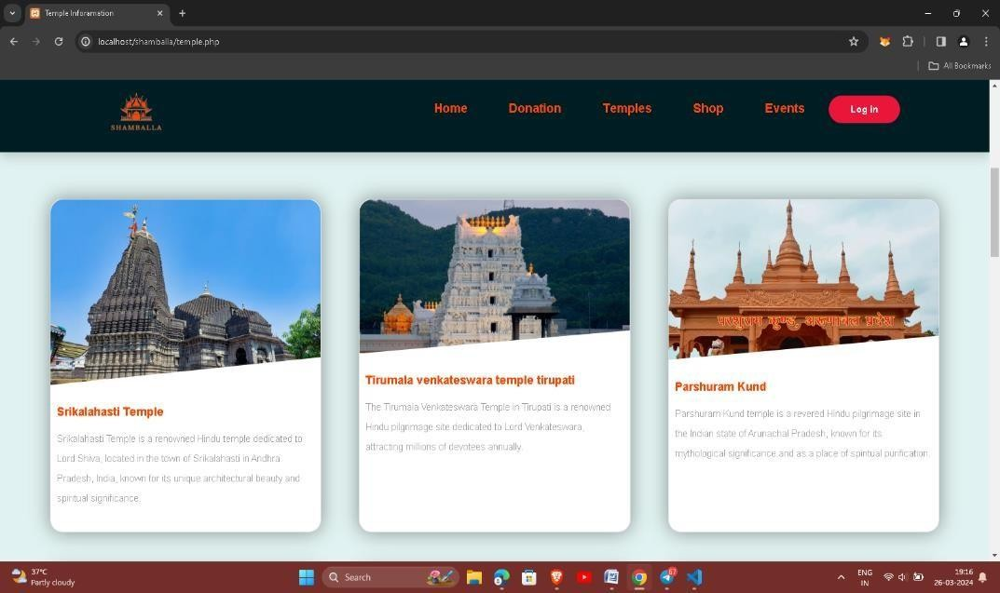 Temple Inforamation
localhost/shamballa/temple.php
All Bookmarks
SHAMBALLA
Home Donation Temples Shop Events Log in
परशुराम कुण्ड अरुणाचल प्रदेश
Srikalahasti Temple
Srikalahasti Temple is a renowned Hindu temple dedicated to
Lord Shiva, located in the town of Srikalahasti in Andhra
Pradesh, India, known for its unique architectural beauty and
spiritual significance.
Tirumala venkateswara temple tirupati
The Tirumala Venkateswara Temple in Tirupati is a renowned
Hindu pilgrimage site dedicated to Lord Venkateswara,
attracting millions of devotees annually.
Parshuram Kund
Parshuram Kund temple is a revered Hindu pilgrimage site in
the Indian state of Arunachal Pradesh, known for its
mythological significance and as a place of spiritual purification.
37°C
Partly cloudy
Search
67
ENG
IN
19:16
26-03-2024